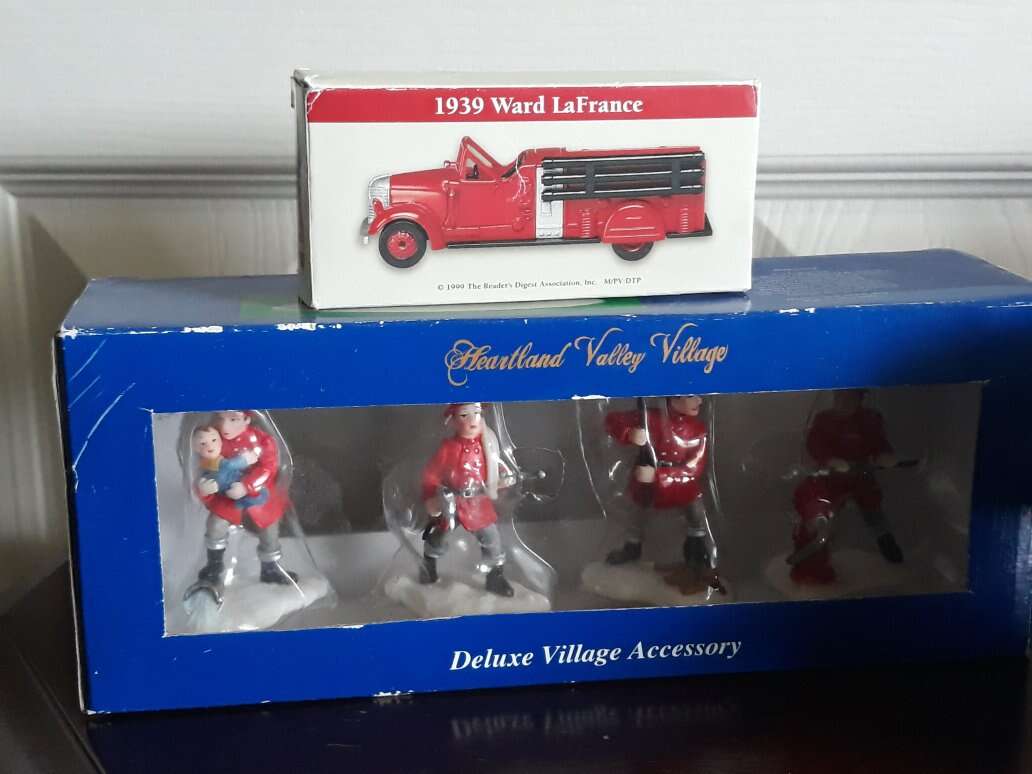 1939 Ward LaFrance
© 1999 The Reader's Digest Association, Inc. M/PV-DTP
Heartland Valley Village
Deluxe Village Accessory